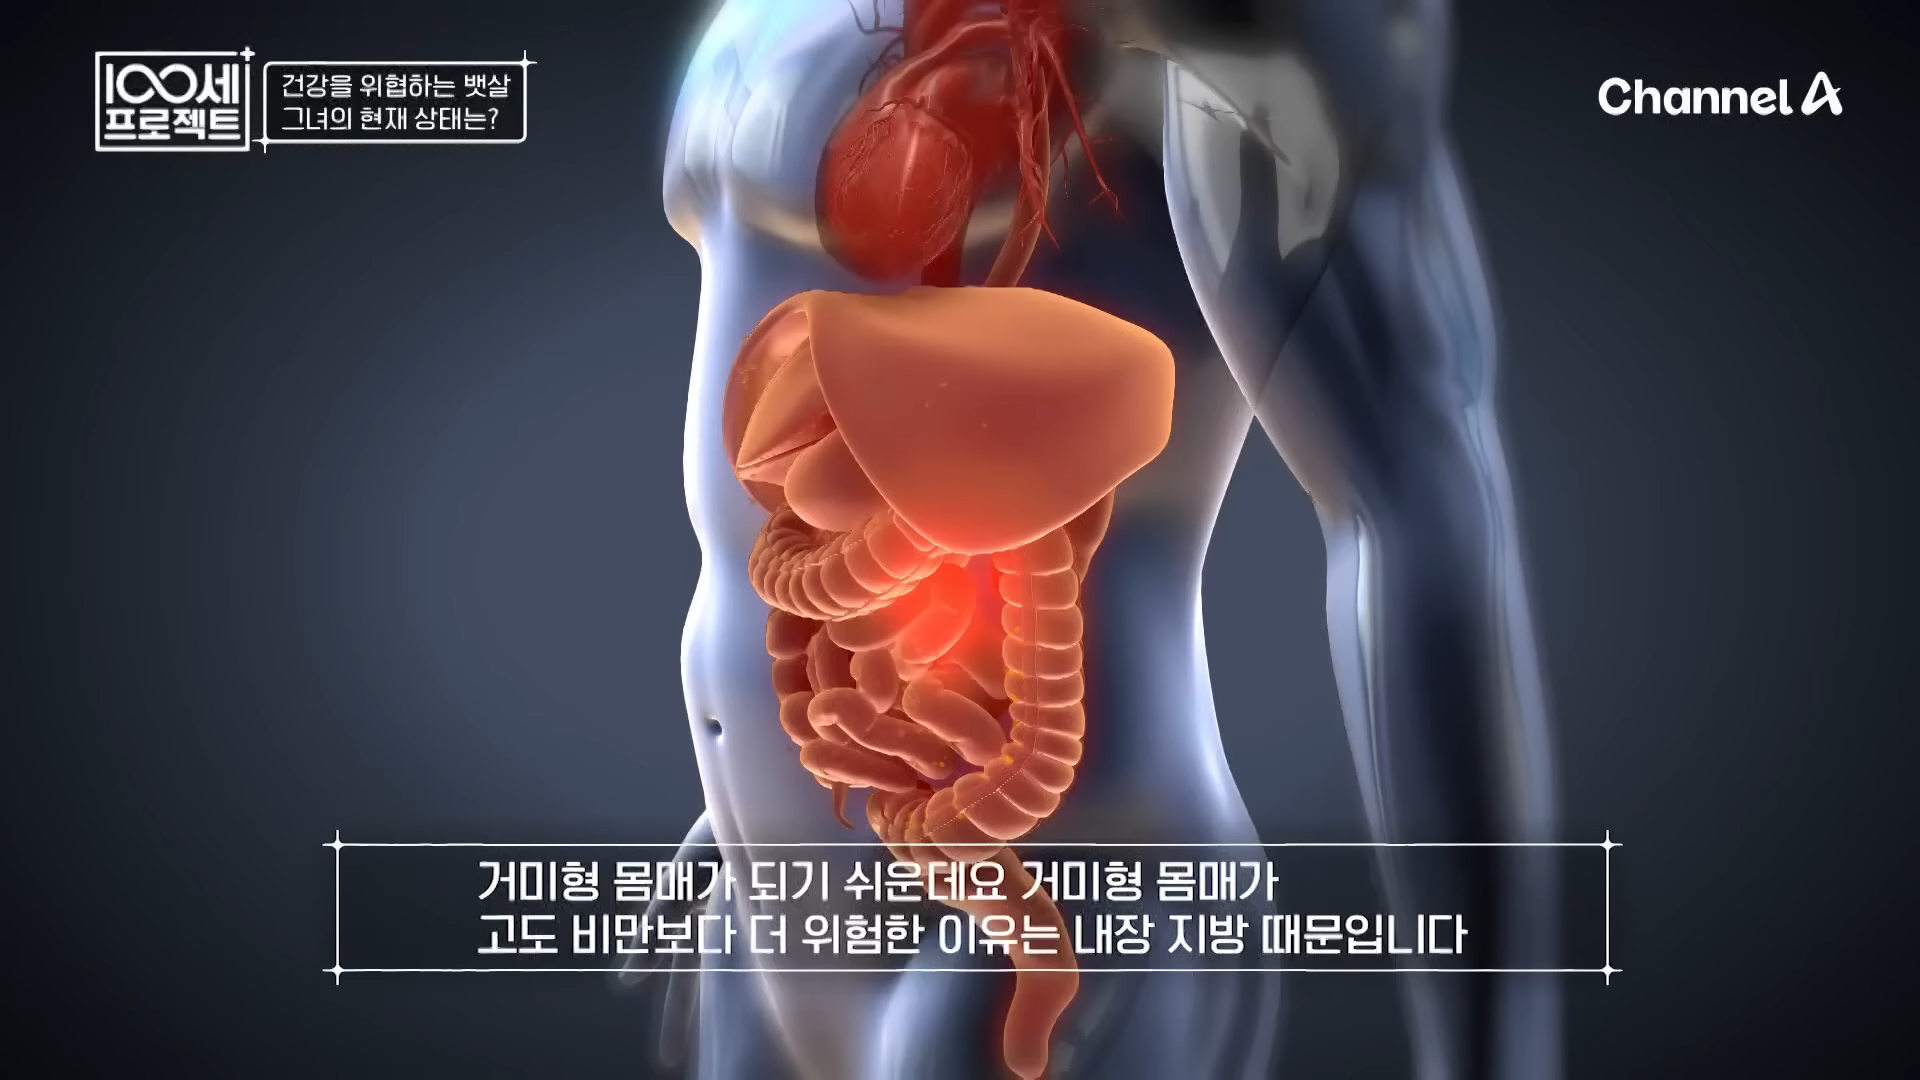 100세
프로젝트
건강을 위협하는 뱃살
그녀의 현재 상태는?
Channel A
거미형 몸매가 되기 쉬운데요 거미형 몸매가
고도 비만보다 더 위험한 이유는 내장 지방 때문입니다